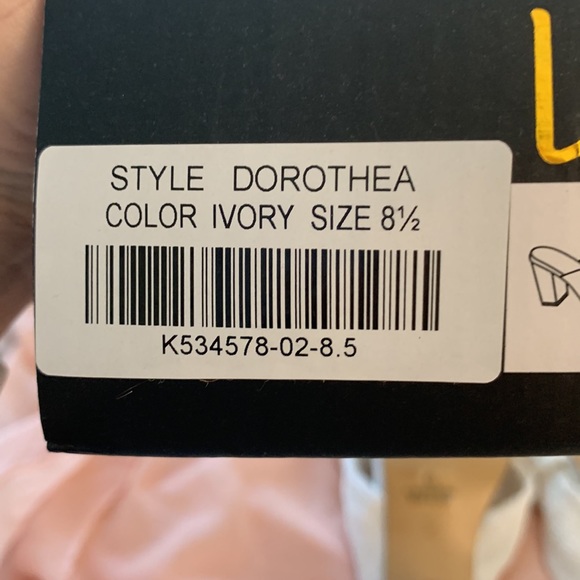 STYLE DOROTHEA
COLOR IVORY SIZE 8½
K534578-02-8.5